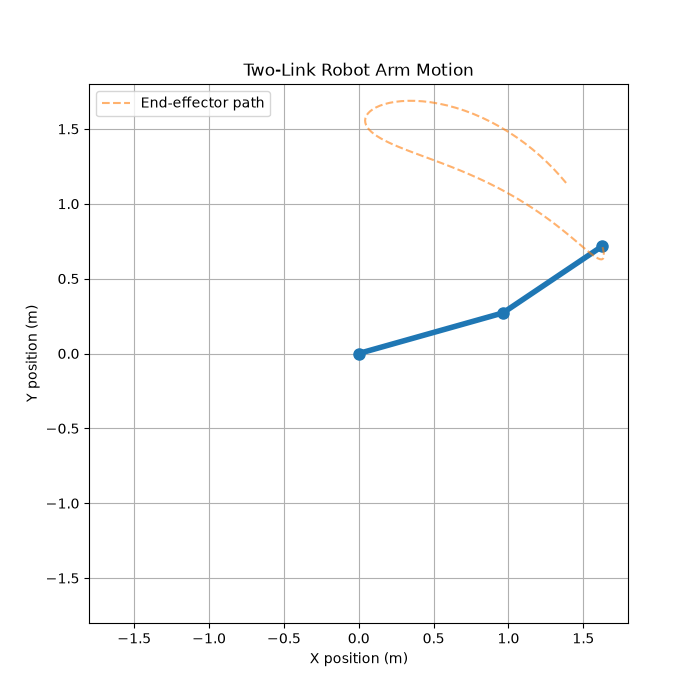 Two-Link Robot Arm Motion
End-effector path
1.5
1.0
0.5
0.0
−0.5
−1.0
−1.5
Y position (m)
−1.5 −1.0 −0.5 0.0 0.5 1.0 1.5
X position (m)